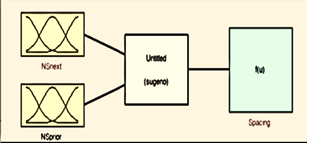 NSnext
NSprior
Untitled
(sugeno)
f(u)
Spacing